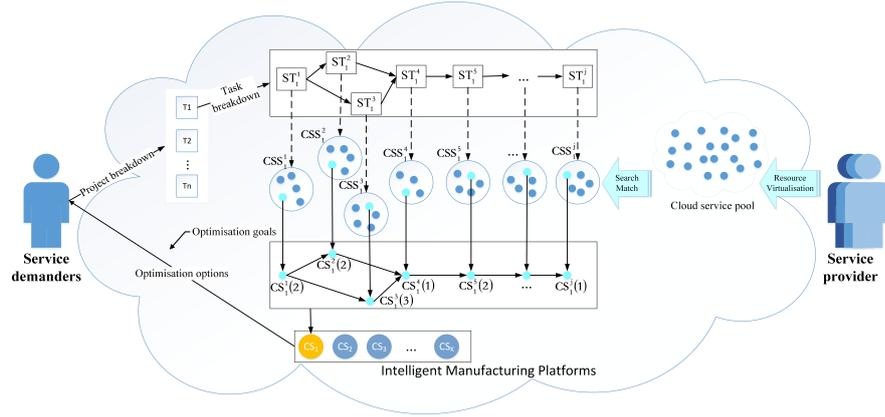 ST₁¹
ST₁²
ST₁³
ST₁⁴
ST₁⁵
...
ST₁ʲ
Task
breakdown
T1
T2
⋮
Tn
Project breakdown
CSS₁¹
CSS₁²
CSS₁³
CSS₁⁴
CSS₁⁵
...
CSS₁ʲ
Search
Match
Cloud service pool
Resource
Virtualisation
Service
demanders
Service
provider
Optimisation goals
Optimisation options
CS₁¹(2)
CS₁²(2)
CS₁³(3)
CS₁⁴(1)
CS₁⁵(2)
...
CS₁ʲ(1)
CS₁
CS₂
CS₃
...
CSₖ
Intelligent Manufacturing Platforms